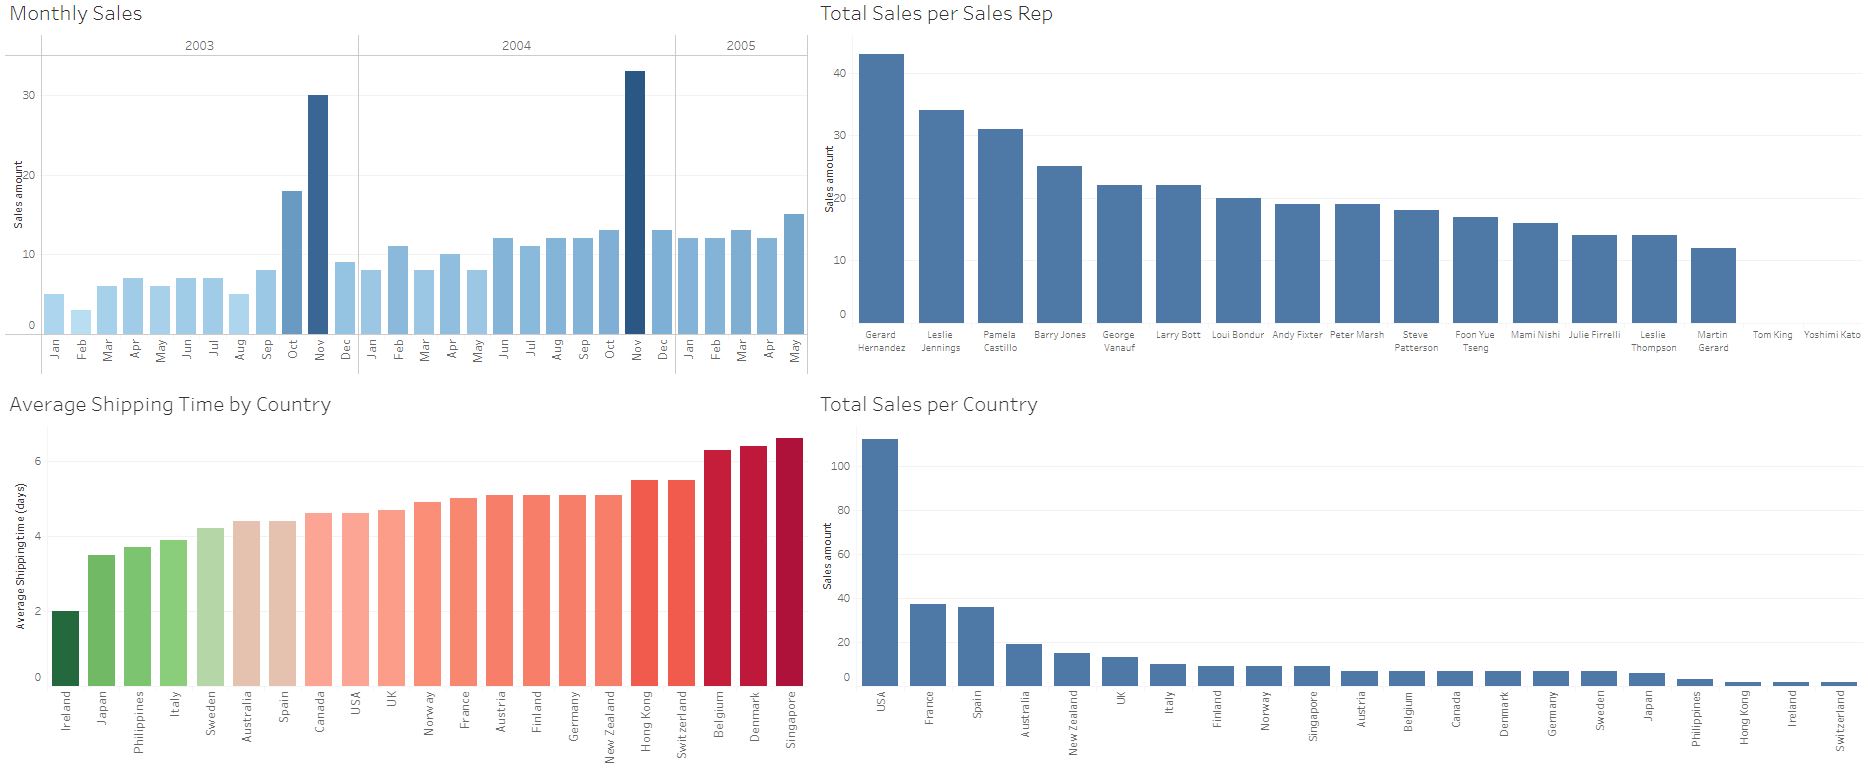 Monthly Sales
2003
2004
2005
Sales amount
30
20
10
0
Jan
Feb
Mar
Apr
May
Jun
Jul
Aug
Sep
Oct
Nov
Dec
Jan
Feb
Mar
Apr
May
Jun
Jul
Aug
Sep
Oct
Nov
Dec
Jan
Feb
Mar
Apr
May
Total Sales per Sales Rep
Sales amount
40
30
20
10
0
Gerard
Hernandez
Leslie
Jennings
Pamela
Castillo
Barry Jones
George
Vanauf
Larry Bott
Loui Bondur
Andy Fixter
Peter Marsh
Steve
Patterson
Foon Yue
Tseng
Mami Nishi
Julie Firrelli
Leslie
Thompson
Martin
Gerard
Tom King
Yoshimi Kato
Average Shipping Time by Country
Average Shippingtime (days)
6
4
2
0
Ireland
Japan
Philippines
Italy
Sweden
Australia
Spain
Canada
USA
UK
Norway
France
Austria
Finland
Germany
New Zealand
Hong Kong
Switzerland
Belgium
Denmark
Singapore
Total Sales per Country
Sales amount
100
80
60
40
20
0
USA
France
Spain
Australia
New Zealand
UK
Italy
Finland
Norway
Singapore
Austria
Belgium
Canada
Denmark
Germany
Sweden
Japan
Philippines
Hong Kong
Ireland
Switzerland